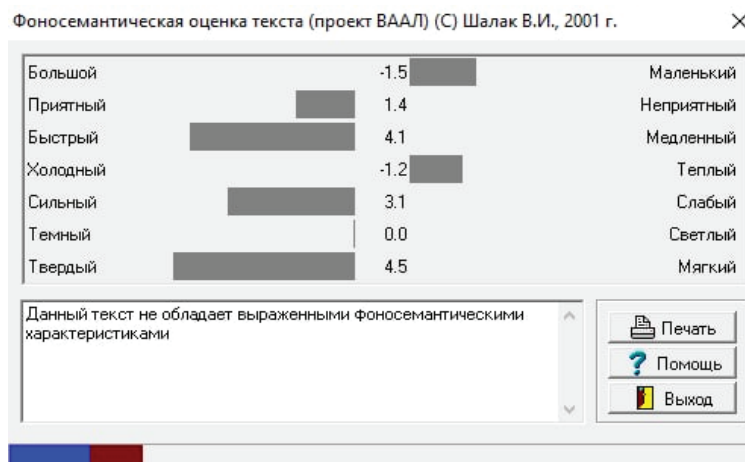 Фоносемантическая оценка текста (проект ВААЛ) (С) Шалак В.И., 2001 г.
Большой -1.5 Маленький
Приятный 1.4 Неприятный
Быстрый 4.1 Медленный
Холодный -1.2 Теплый
Сильный 3.1 Слабый
Темный 0.0 Светлый
Твердый 4.5 Мягкий
Данный текст не обладает выраженными фоносемантическими
характеристиками
Печать
Помощь
Выход